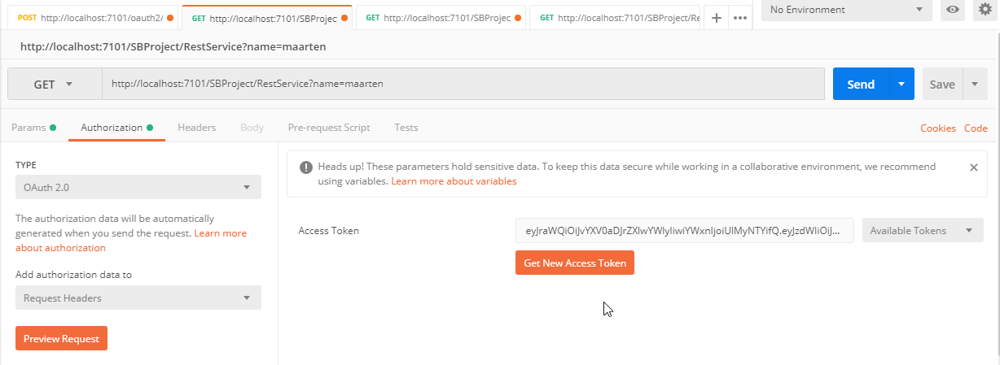 POST http://localhost:7101/oauth2/
GET http://localhost:7101/SBProjec
GET http://localhost:7101/SBProjec
GET http://localhost:7101/SBProject/Re
No Environment
http://localhost:7101/SBProject/RestService?name=maarten
GET
http://localhost:7101/SBProject/RestService?name=maarten
Send
Save
Params
Authorization
Headers
Body
Pre-request Script
Tests
Cookies
Code
TYPE
OAuth 2.0
The authorization data will be automatically
generated when you send the request. Learn more
about authorization
Add authorization data to
Request Headers
Preview Request
Heads up! These parameters hold sensitive data. To keep this data secure while working in a collaborative environment, we recommend
using variables. Learn more about variables
Access Token
Available Tokens
Get New Access Token